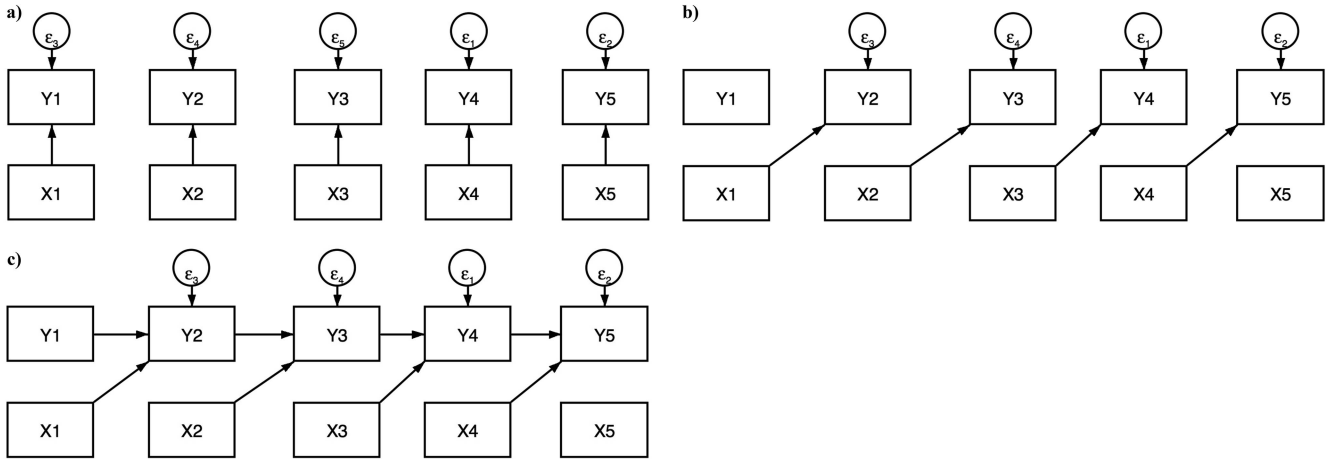 a)
ε₃ ε₄ ε₅ ε₁ ε₂
Y1 Y2 Y3 Y4 Y5
X1 X2 X3 X4 X5
b)
ε₃ ε₄ ε₁ ε₂
Y1 Y2 Y3 Y4 Y5
X1 X2 X3 X4 X5
c)
ε₃ ε₄ ε₁ ε₂
Y1 Y2 Y3 Y4 Y5
X1 X2 X3 X4 X5